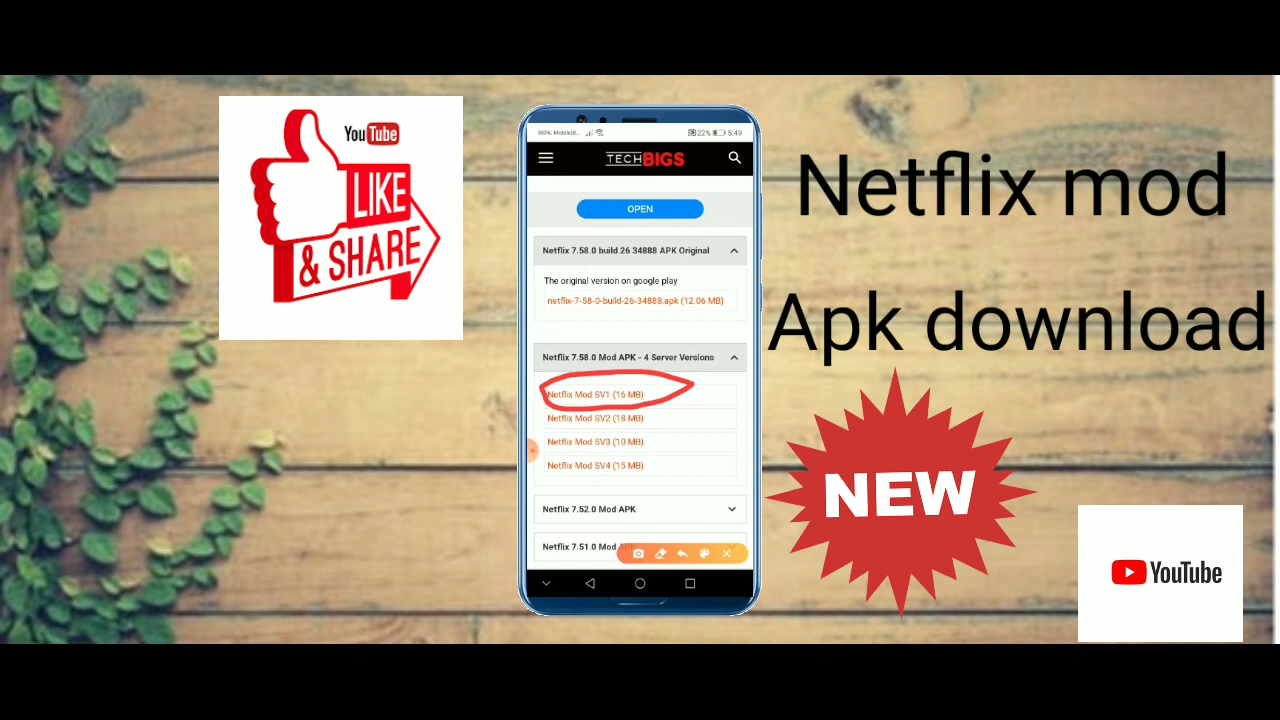 YouTube
LIKE
& SHARE
22% 5:49
TECHBIGS
OPEN
Netflix 7.58.0 build 26 34888 APK Original
The original version on google play
netflix-7-58-0-build-26-34888.apk (12.06 MB)
Netflix 7.58.0 Mod APK - 4 Server Versions
Netflix Mod SV1 (16 MB)
Netflix Mod SV2 (18 MB)
Netflix Mod SV3 (10 MB)
Netflix Mod SV4 (15 MB)
Netflix 7.52.0 Mod APK
Netflix 7.51.0 Mod
Netflix mod
Apk download
NEW
YouTube